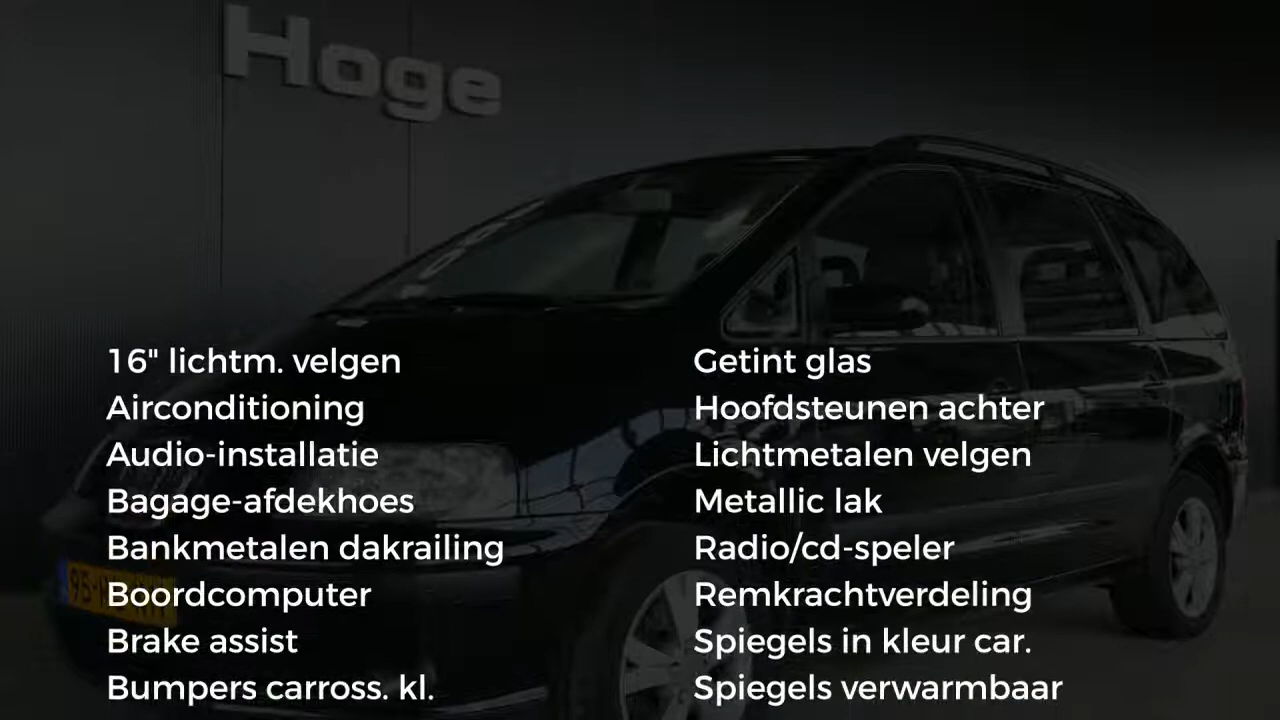 Hoge
16" lichtm. velgen
Airconditioning
Audio-installatie
Bagage-afdekhoes
Bankmetalen dakrailing
Boordcomputer
Brake assist
Bumpers carross. kl.
Getint glas
Hoofdsteunen achter
Lichtmetalen velgen
Metallic lak
Radio/cd-speler
Remkrachtverdeling
Spiegels in kleur car.
Spiegels verwarmbaar